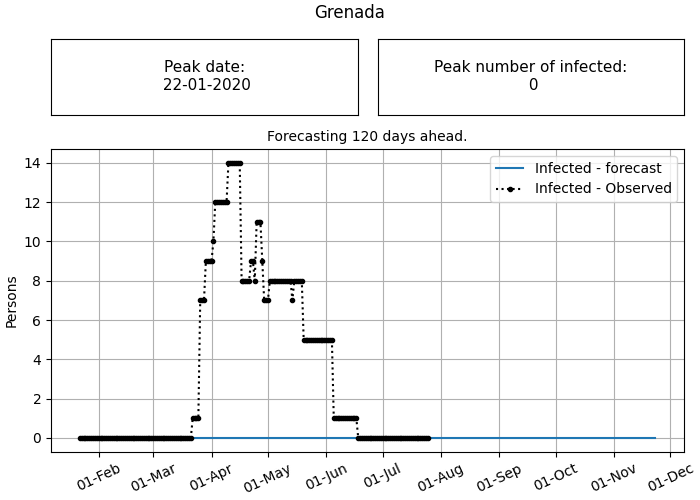 Grenada
Peak date:
22-01-2020
Peak number of infected:
0
Forecasting 120 days ahead.
Infected - forecast
Infected - Observed
Persons
14
12
10
8
6
4
2
0
01-Feb
01-Mar
01-Apr
01-May
01-Jun
01-Jul
01-Aug
01-Sep
01-Oct
01-Nov
01-Dec